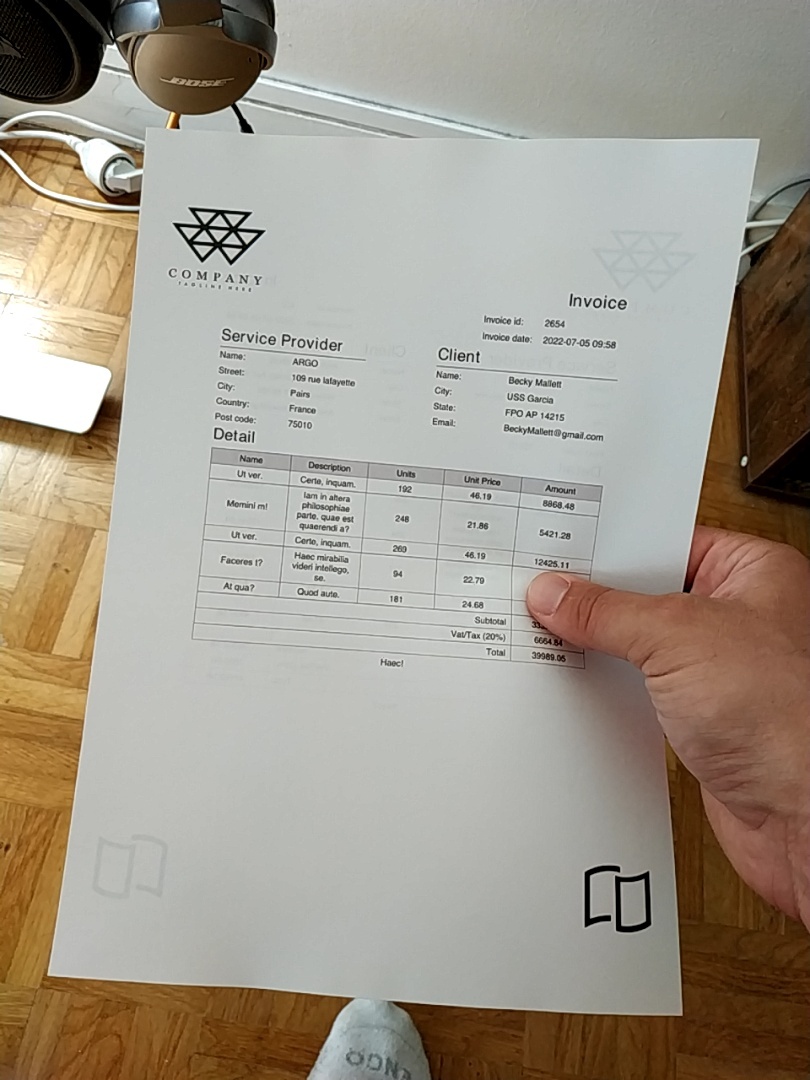 BOSE
COMPANY
TAGLINE HERE
Invoice
Invoice id: 2654
Invoice date: 2022-07-05 09:58
Service Provider
Name: ARGO
Street: 109 rue lafayette
City: Pairs
Country: France
Post code: 75010
Client
Name: Becky Mallett
City: USS Garcia
State: FPO AP 14215
Email: BeckyMallett@gmail.com
Detail
Name Description Units Unit Price Amount
Ut ver. Certe, inquam. 192 46.19 8868.48
Memini m! Iam in altera
philosophiae
parte, quae est
quaerendi a? 248 21.86 5421.28
Ut ver. Certe, inquam. 269 46.19 12425.11
Faceres t? Haec mirabilia
videri intellego,
se. 94 22.79
At qua? Quod aute. 181 24.68
Subtotal
Vat/Tax (20%) 6664.84
Total 39989.05
Haec!